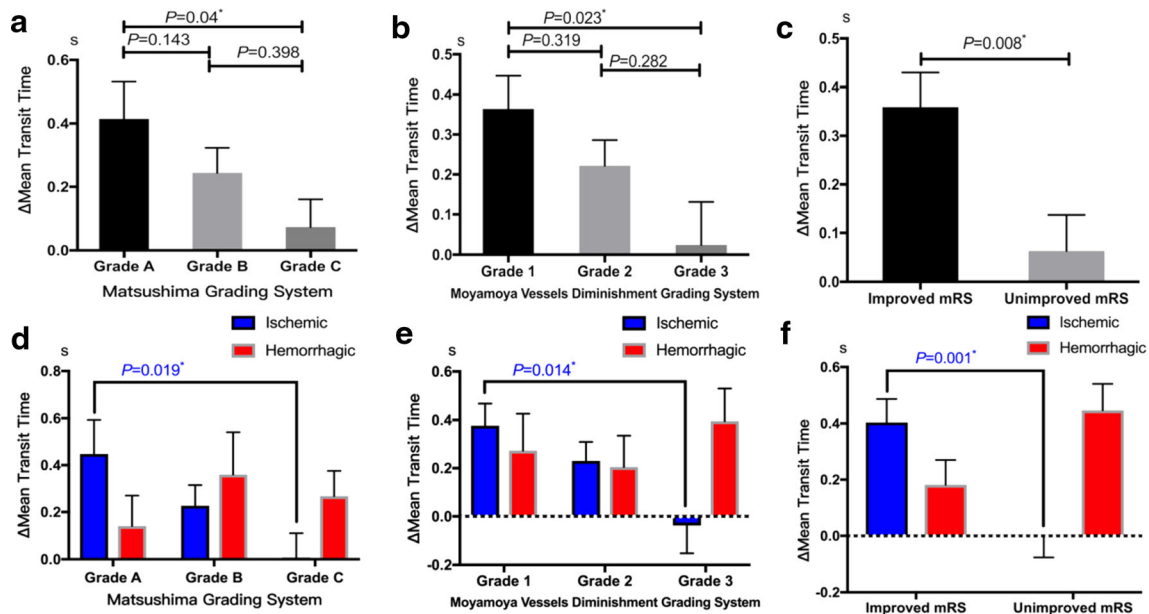 a
s
P=0.04*
P=0.143
P=0.398
ΔMean Transit Time
0.6
0.4
0.2
0.0
Grade A Grade B Grade C
Matsushima Grading System
b
s
P=0.023*
P=0.319
P=0.282
ΔMean Transit Time
0.5
0.4
0.3
0.2
0.1
0.0
Grade 1 Grade 2 Grade 3
Moyamoya Vessels Diminishment Grading System
c
s
P=0.008*
ΔMean Transit Time
0.5
0.4
0.3
0.2
0.1
0.0
Improved mRS Unimproved mRS
d
s
Ischemic
Hemorrhagic
P=0.019*
ΔMean Transit Time
0.8
0.6
0.4
0.2
0.0
Grade A Grade B Grade C
Matsushima Grading System
e
s
Ischemic
Hemorrhagic
P=0.014*
ΔMean Transit Time
0.6
0.4
0.2
0.0
-0.2
Grade 1 Grade 2 Grade 3
Moyamoya Vessels Diminishment Grading System
f
s
Ischemic
Hemorrhagic
P=0.001*
ΔMean Transit Time
0.6
0.4
0.2
0.0
-0.2
Improved mRS Unimproved mRS